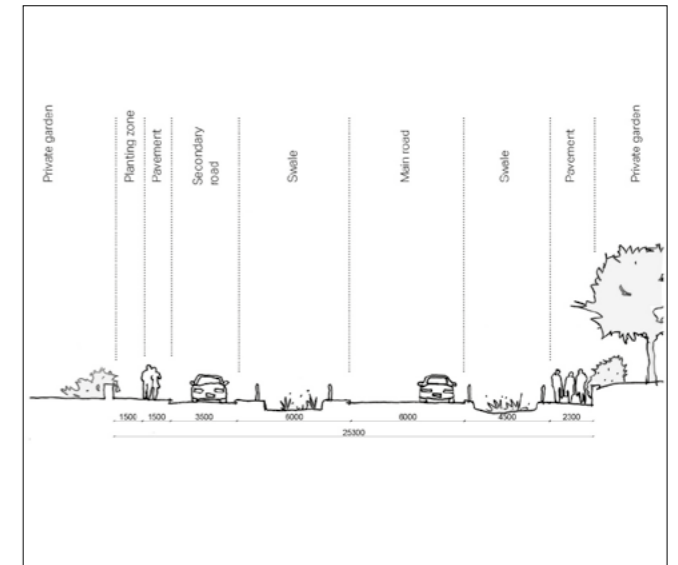 Private garden
Planting zone
Pavement
Secondary
road
Swale
Main road
Swale
Pavement
Private garden
1500 1500 3500 6000 6000 4500 2300
25300